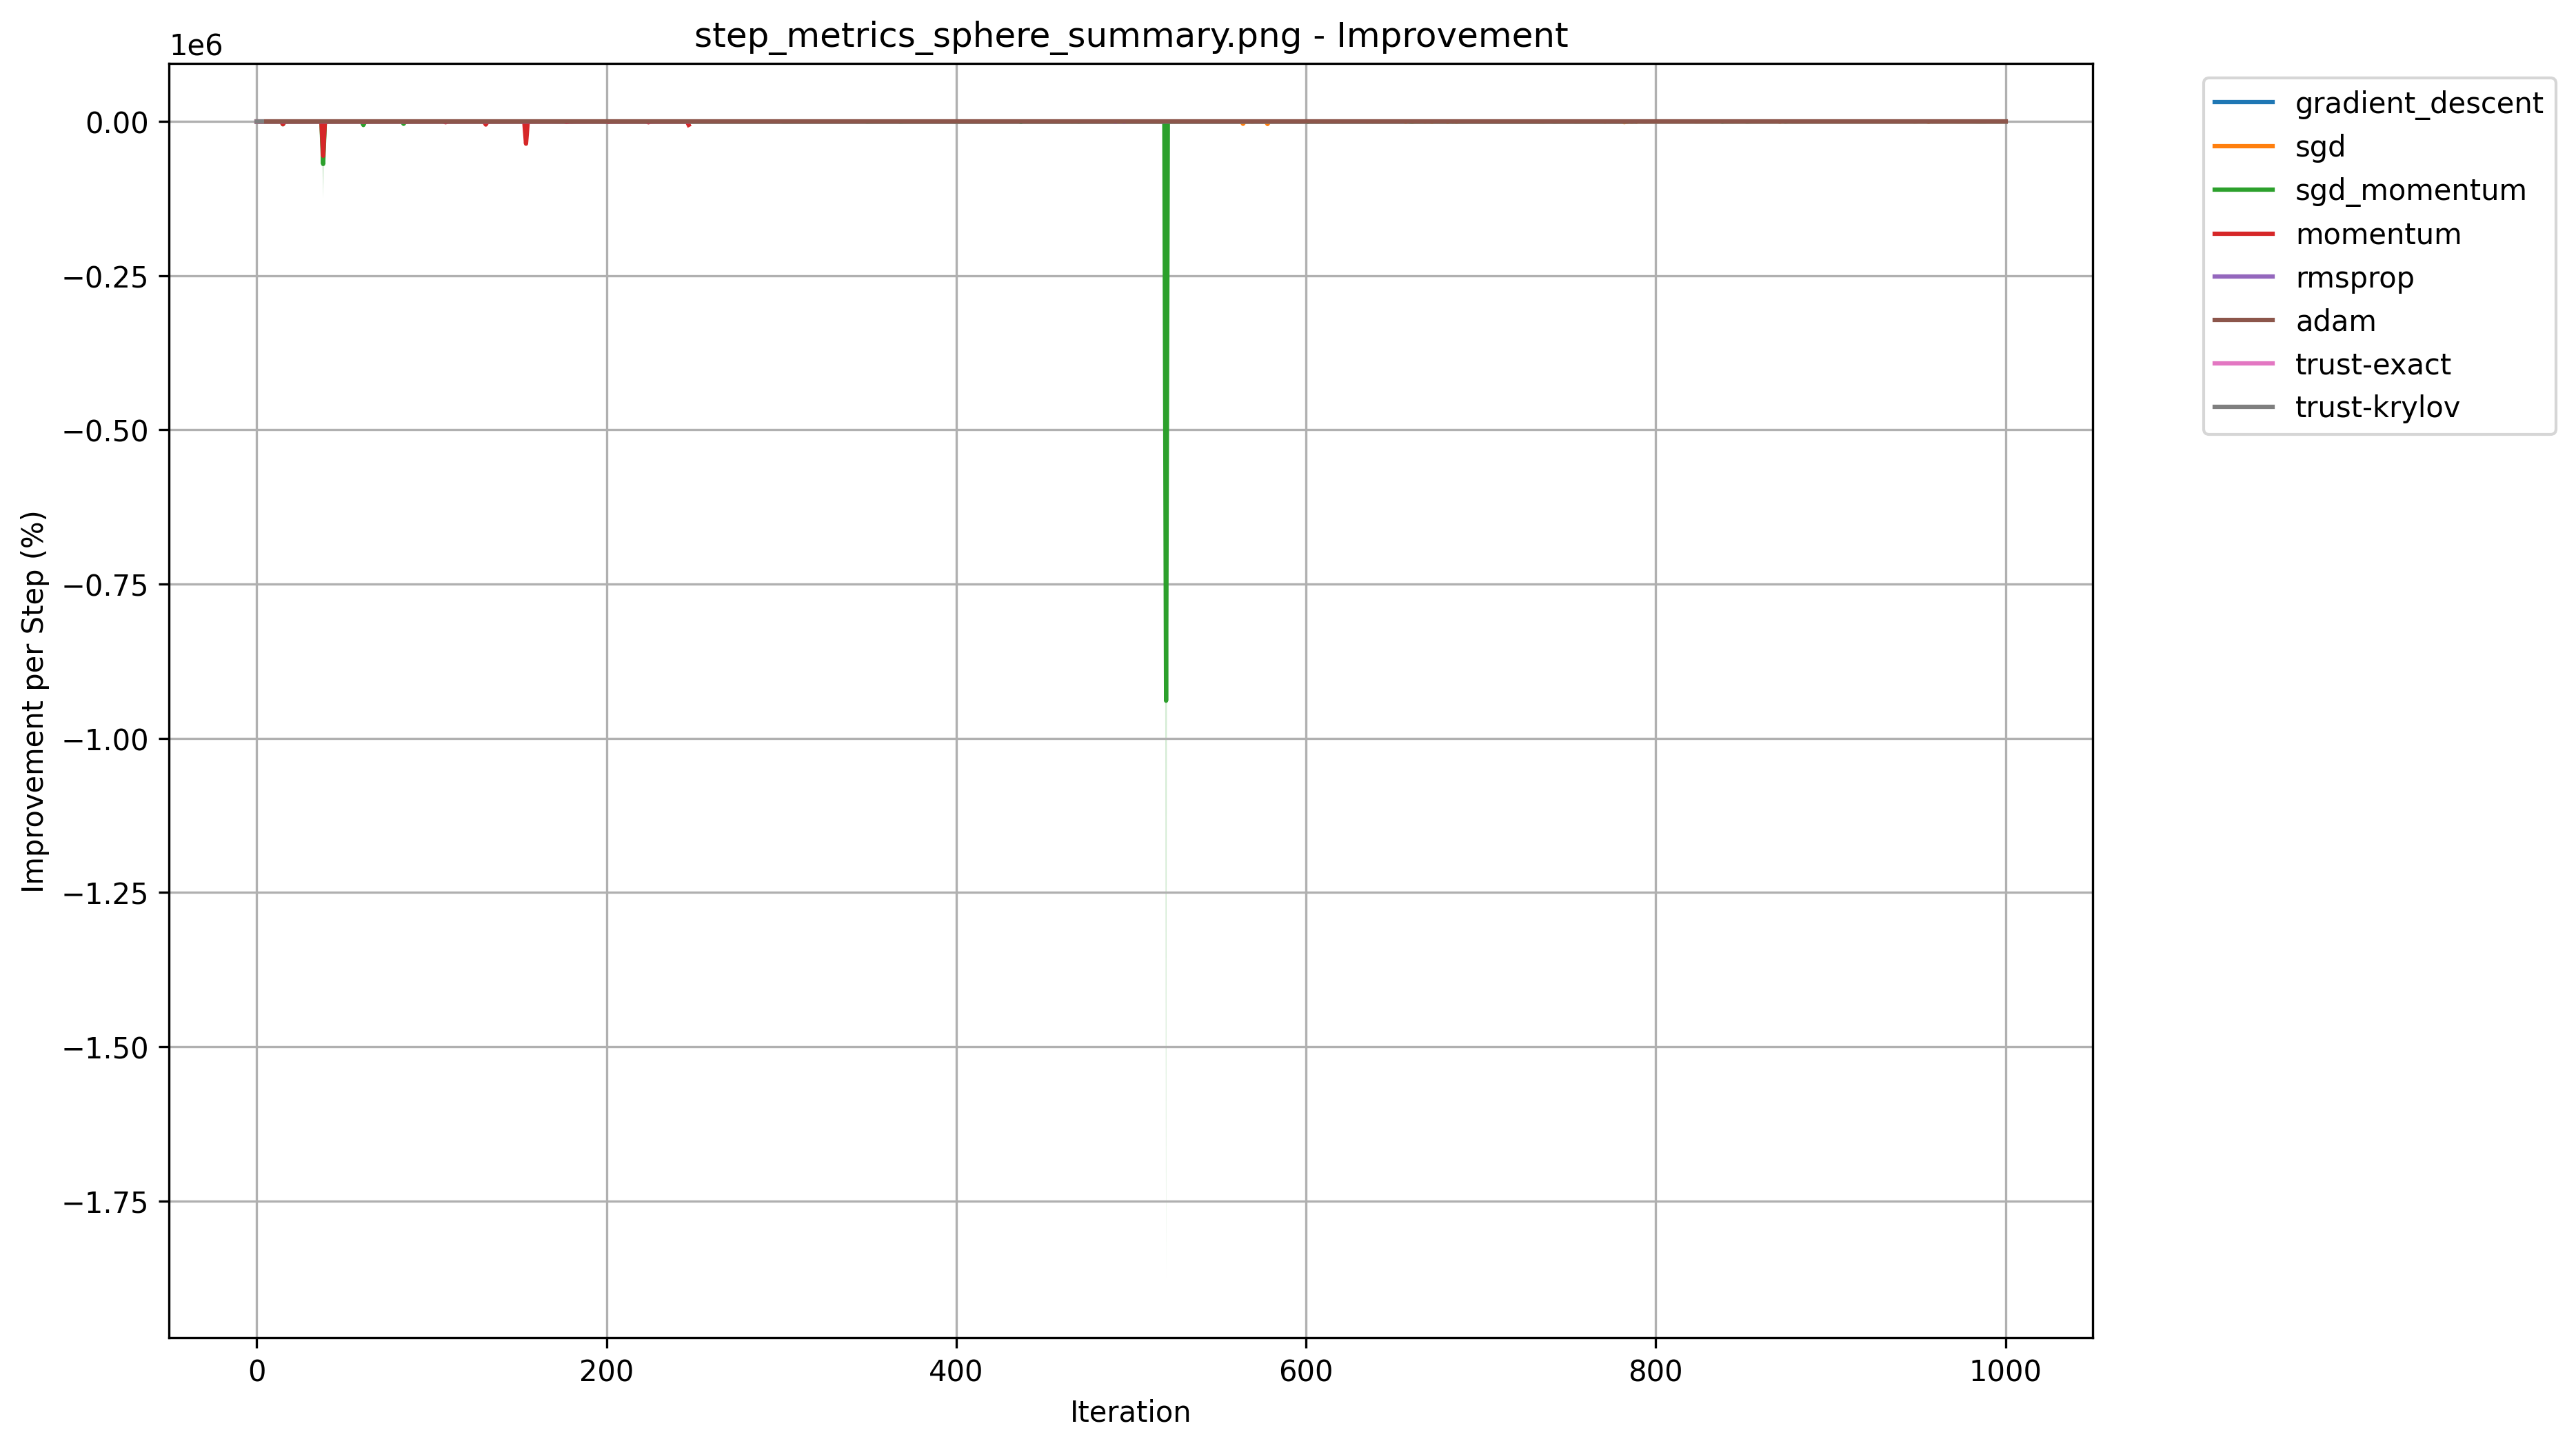 step_metrics_sphere_summary.png - Improvement
1e6
0.00
−0.25
−0.50
−0.75
−1.00
−1.25
−1.50
−1.75
Improvement per Step (%)
0 200 400 600 800 1000
Iteration
gradient_descent
sgd
sgd_momentum
momentum
rmsprop
adam
trust-exact
trust-krylov